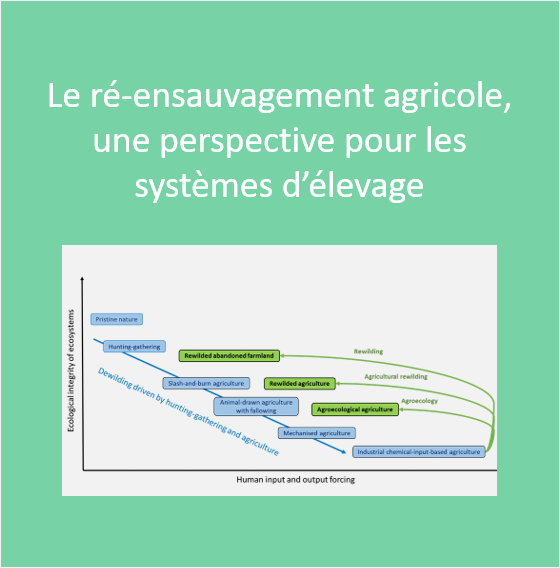 Le ré-ensauvagement agricole,
une perspective pour les
systèmes d’élevage
Ecological integrity of ecosystems
Pristine nature
Hunting-gathering
Rewilded abandoned farmland
Rewilding
Dewilding driven by hunting-gathering and agriculture
Slash-and-burn agriculture
Rewilded agriculture
Agricultural rewilding
Animal-drawn agriculture
with fallowing
Agroecological agriculture
Agroecology
Mechanised agriculture
Industrial chemical-input-based agriculture
Human input and output forcing